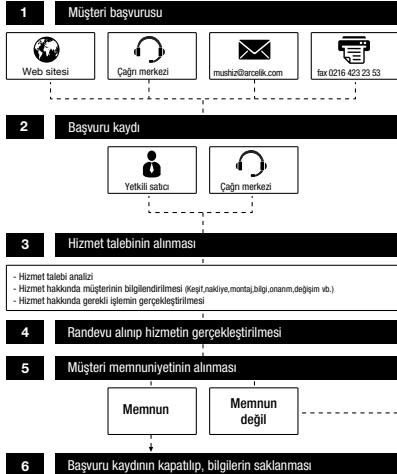 1 Müşteri başvurusu
Web sitesi
Çağrı merkezi
mushiz@arcelik.com
fax 0216 423 23 53
2 Başvuru kaydı
Yetkili satıcı
Çağrı merkezi
3 Hizmet talebinin alınması
- Hizmet talebi analizi
- Hizmet hakkında müşterinin bilgilendirilmesi (Keşif,nakliye,montaj,bilgi,onarım,değişim vb.)
- Hizmet hakkında gerekli işlemin gerçekleştirilmesi
4 Randevu alınıp hizmetin gerçekleştirilmesi
5 Müşteri memnuniyetinin alınması
Memnun
Memnun
değil
6 Başvuru kaydının kapatılıp, bilgilerin saklanması